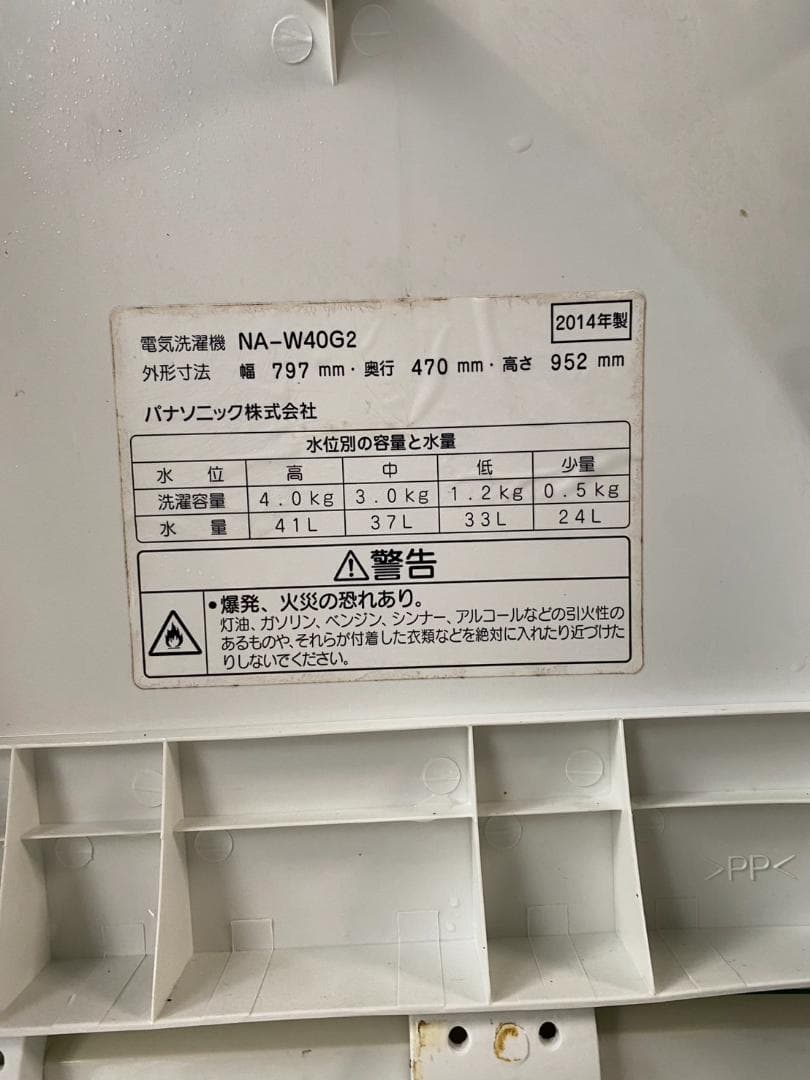 電気洗濯機 NA-W40G2
2014年製
外形寸法 幅 797 mm・奥行 470 mm・高さ 952 mm
パナソニック株式会社
水位別の容量と水量
水位 高 中 低 少量
洗濯容量 4.0kg 3.0kg 1.2kg 0.5kg
水量 41L 37L 33L 24L
警告
•爆発、火災の恐れあり。
灯油、ガソリン、ベンジン、シンナー、アルコールなどの引火性の
あるものや、それらが付着した衣類などを絶対に入れたり近づけた
りしないでください。
>PP<